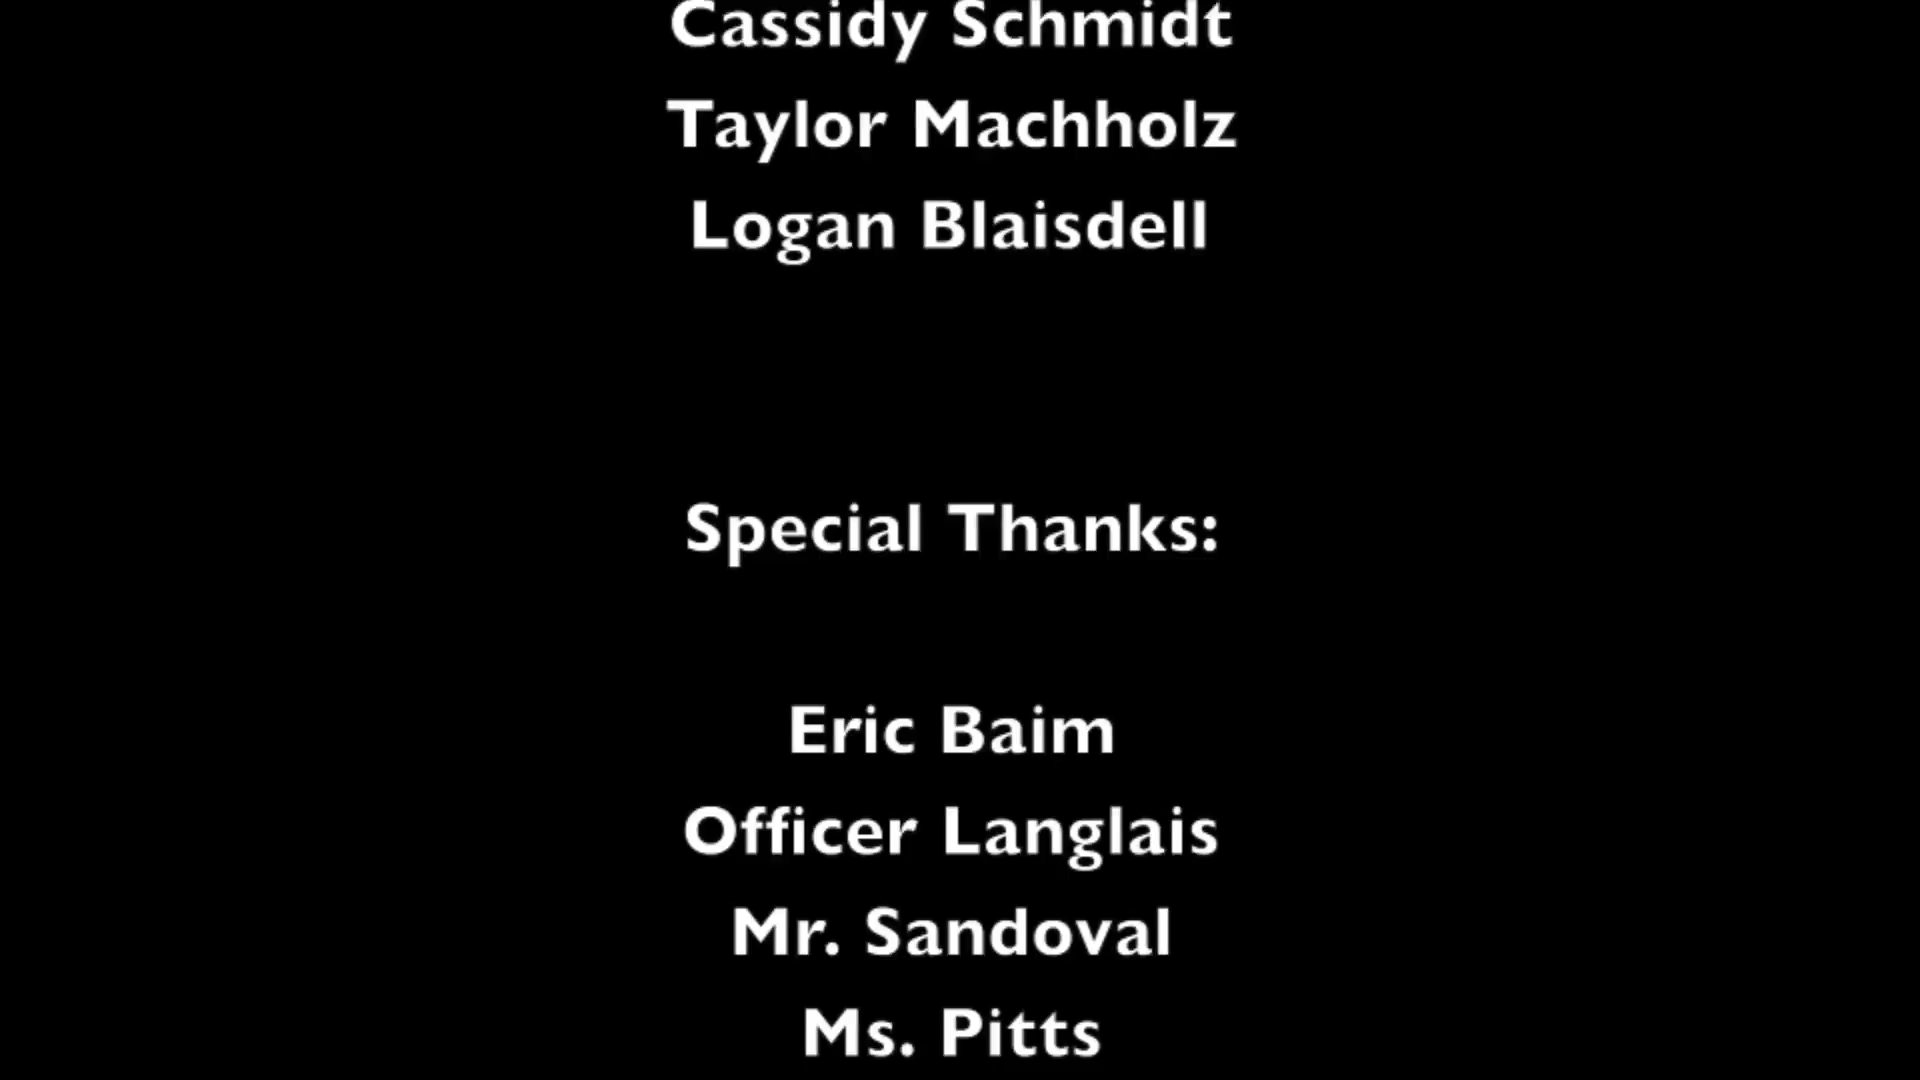 Cassidy Schmidt
Taylor Machholz
Logan Blaisdell
Special Thanks:
Eric Baim
Officer Langlais
Mr. Sandoval
Ms. Pitts